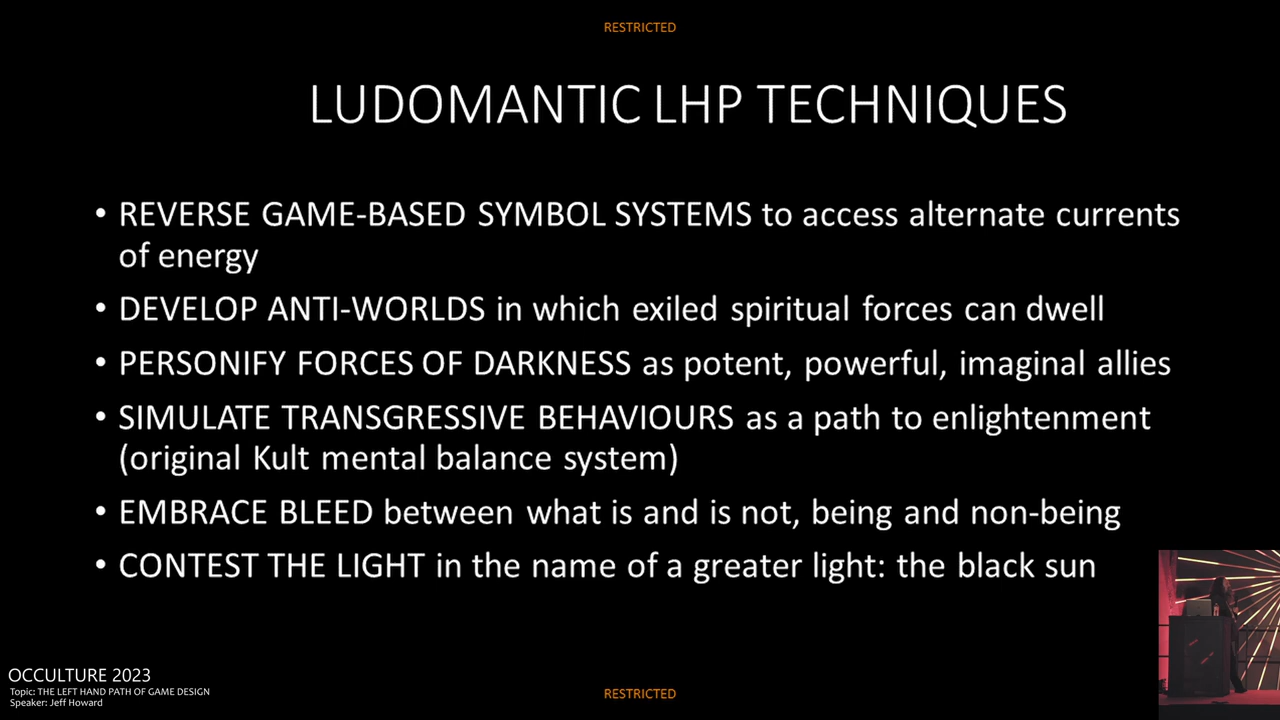 RESTRICTED
LUDOMANTIC LHP TECHNIQUES
• REVERSE GAME-BASED SYMBOL SYSTEMS to access alternate currents
of energy
• DEVELOP ANTI-WORLDS in which exiled spiritual forces can dwell
• PERSONIFY FORCES OF DARKNESS as potent, powerful, imaginal allies
• SIMULATE TRANSGRESSIVE BEHAVIOURS as a path to enlightenment
(original Kult mental balance system)
• EMBRACE BLEED between what is and is not, being and non-being
• CONTEST THE LIGHT in the name of a greater light: the black sun
OCCULTURE 2023
Topic: THE LEFT HAND PATH OF GAME DESIGN
Speaker: Jeff Howard
RESTRICTED